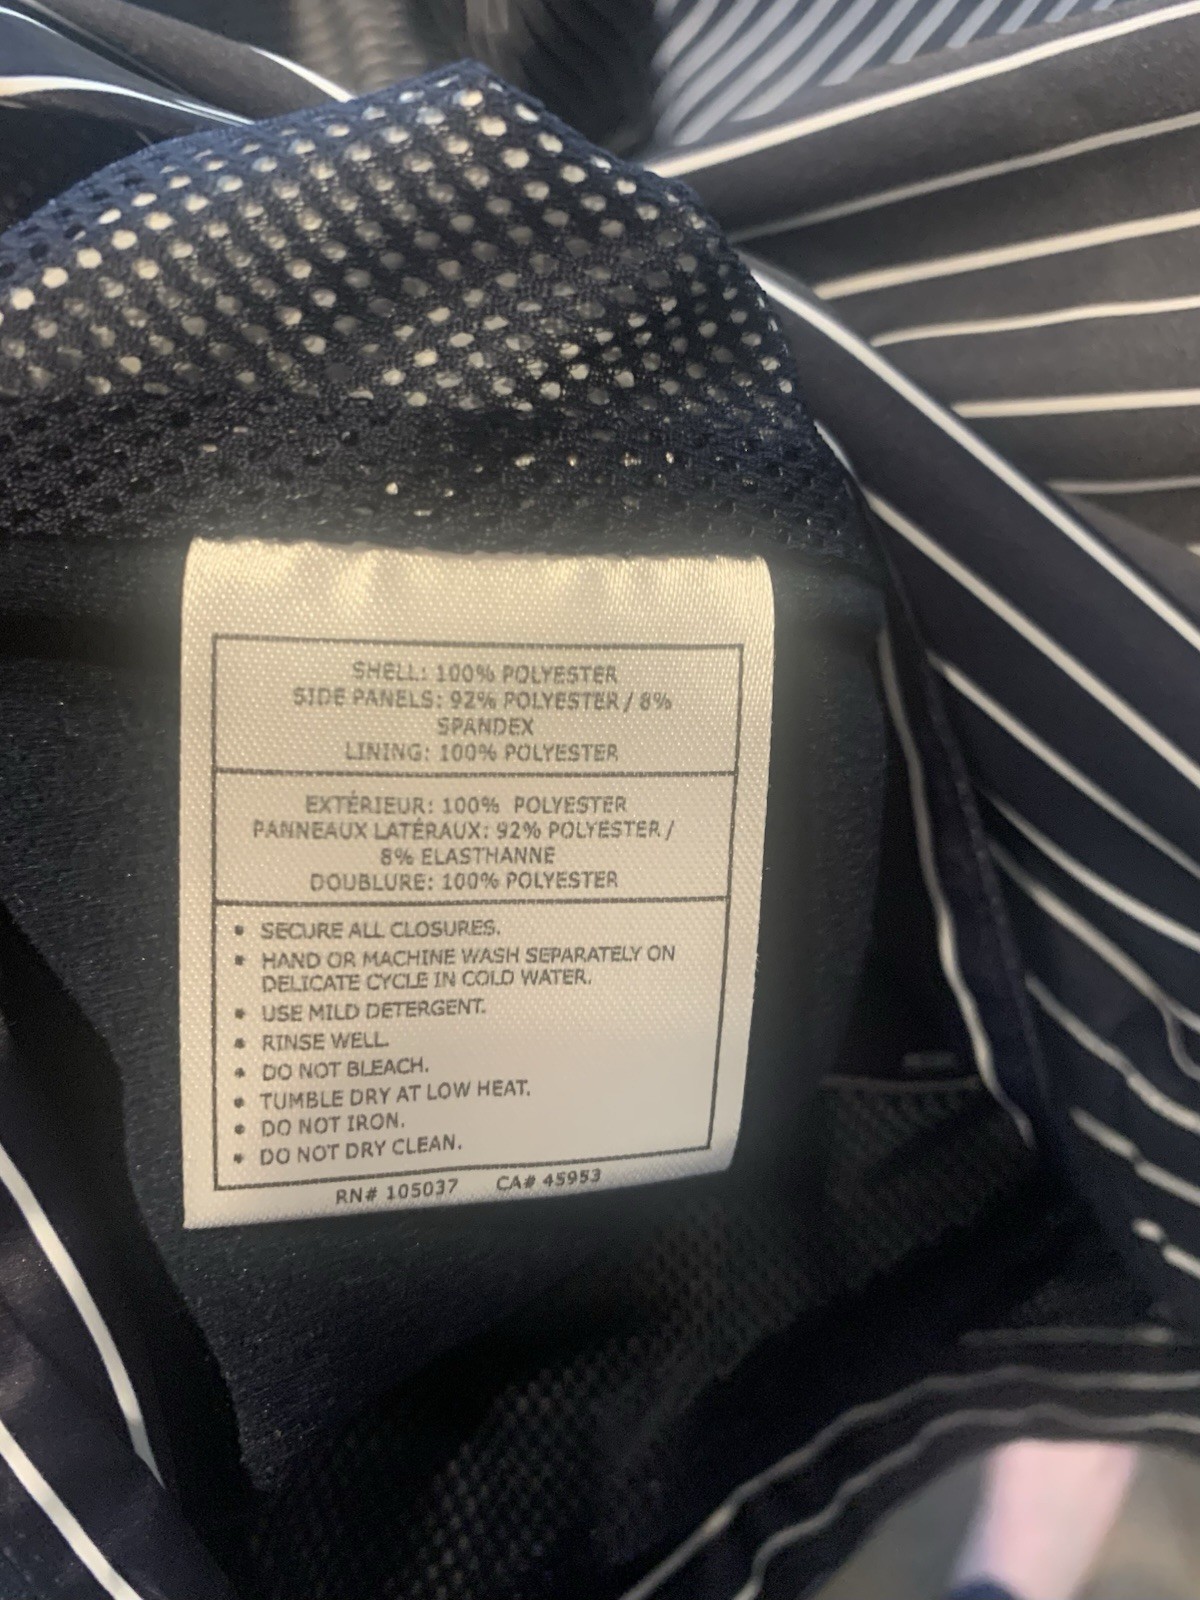 SHELL: 100% POLYESTER
SIDE PANELS: 92% POLYESTER / 8%
SPANDEX
LINING: 100% POLYESTER
EXTÉRIEUR: 100% POLYESTER
PANNEAUX LATÉRAUX: 92% POLYESTER /
8% ELASTHANNE
DOUBLURE: 100% POLYESTER
• SECURE ALL CLOSURES.
• HAND OR MACHINE WASH SEPARATELY ON
DELICATE CYCLE IN COLD WATER.
• USE MILD DETERGENT.
• RINSE WELL.
• DO NOT BLEACH.
• TUMBLE DRY AT LOW HEAT.
• DO NOT IRON.
• DO NOT DRY CLEAN.
RN# 105037 CA# 45953